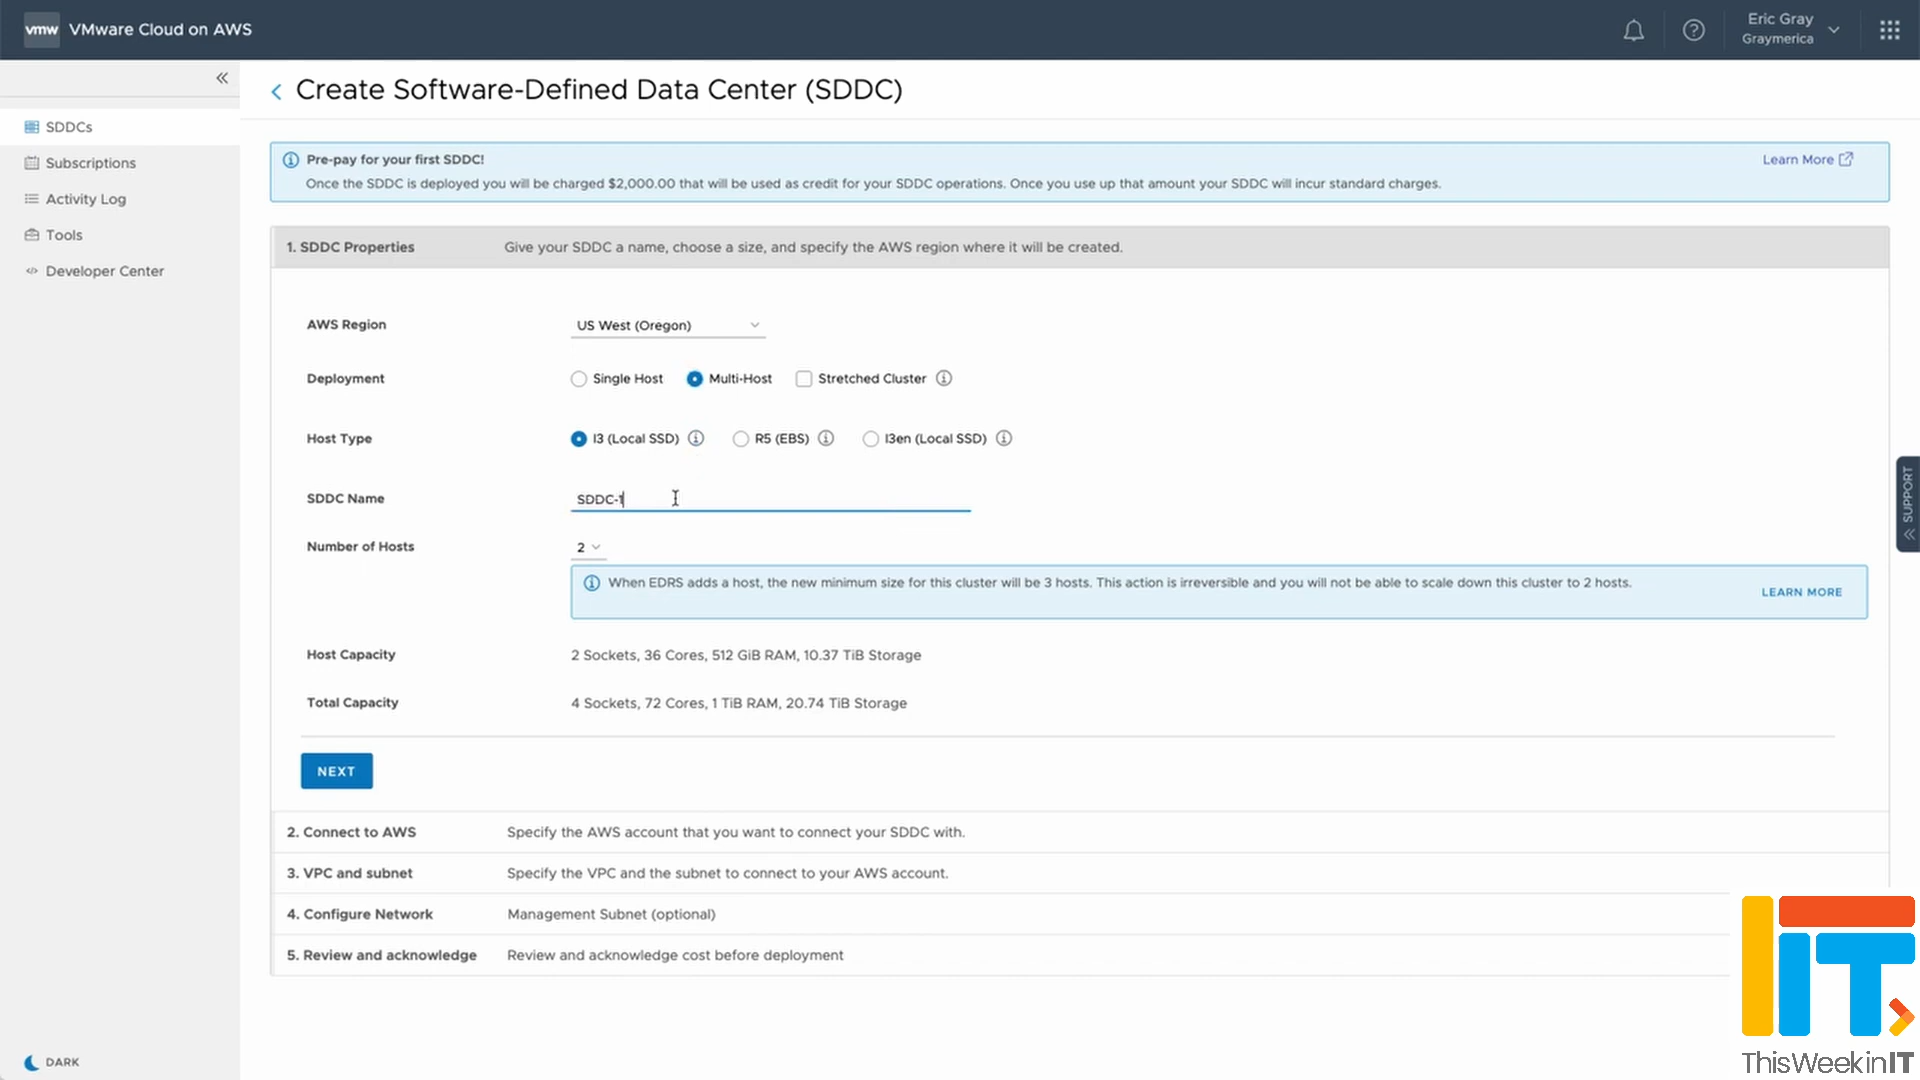 vmw VMware Cloud on AWS
Eric Gray
Graymerica
Create Software-Defined Data Center (SDDC)
SDDCs
Subscriptions
Activity Log
Tools
Developer Center
DARK
Pre-pay for your first SDDC!
Learn More
Once the SDDC is deployed you will be charged $2,000.00 that will be used as credit for your SDDC operations. Once you use up that amount your SDDC will incur standard charges.
1. SDDC Properties Give your SDDC a name, choose a size, and specify the AWS region where it will be created.
AWS Region US West (Oregon)
Deployment Single Host Multi-Host Stretched Cluster
Host Type I3 (Local SSD) R5 (EBS) I3en (Local SSD)
SDDC Name SDDC-1
Number of Hosts 2
When EDRS adds a host, the new minimum size for this cluster will be 3 hosts. This action is irreversible and you will not be able to scale down this cluster to 2 hosts.
LEARN MORE
Host Capacity 2 Sockets, 36 Cores, 512 GiB RAM, 10.37 TiB Storage
Total Capacity 4 Sockets, 72 Cores, 1 TiB RAM, 20.74 TiB Storage
NEXT
2. Connect to AWS Specify the AWS account that you want to connect your SDDC with.
3. VPC and subnet Specify the VPC and the subnet to connect to your AWS account.
4. Configure Network Management Subnet (optional)
5. Review and acknowledge Review and acknowledge cost before deployment
SUPPORT
IT
ThisWeekinIT